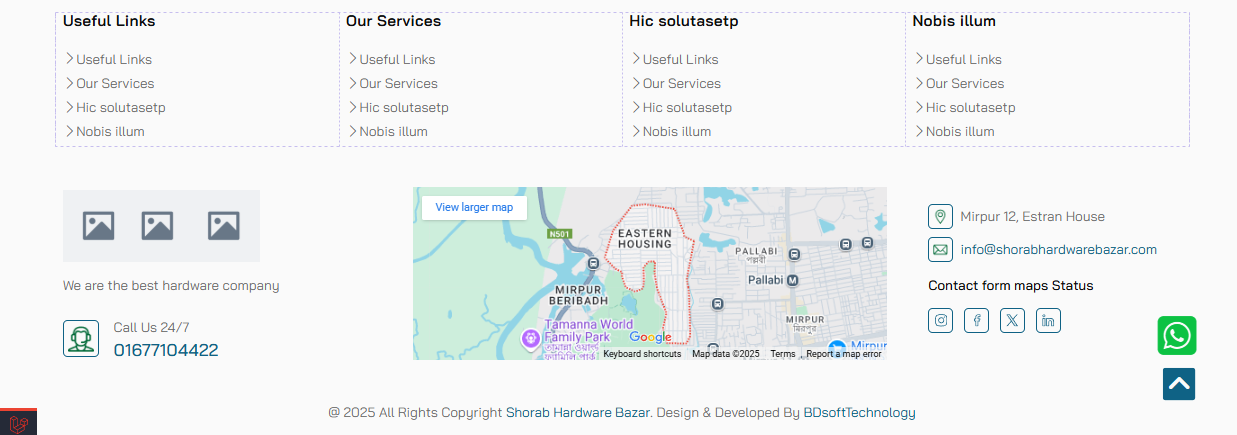 Useful Links
Useful Links
Our Services
Hic solutasetp
Nobis illum
Our Services
Useful Links
Our Services
Hic solutasetp
Nobis illum
Hic solutasetp
Useful Links
Our Services
Hic solutasetp
Nobis illum
Nobis illum
Useful Links
Our Services
Hic solutasetp
Nobis illum
We are the best hardware company
Call Us 24/7
01677104422
View larger map
N501
EASTERN
HOUSING
PALLABI
পল্লবী
Pallabi
MIRPUR
BERIBADH
MIRPUR
মিরপুর
Tamanna World
Family Park
তামান্না ওয়ার্ল্ড
ফ্যামিলি পার্ক
Mirpur
Google
Keyboard shortcuts
Map data ©2025
Terms
Report a map error
Mirpur 12, Estran House
info@shorabhardwarebazar.com
Contact form maps Status
@ 2025 All Rights Copyright Shorab Hardware Bazar. Design & Developed By BDsoftTechnology